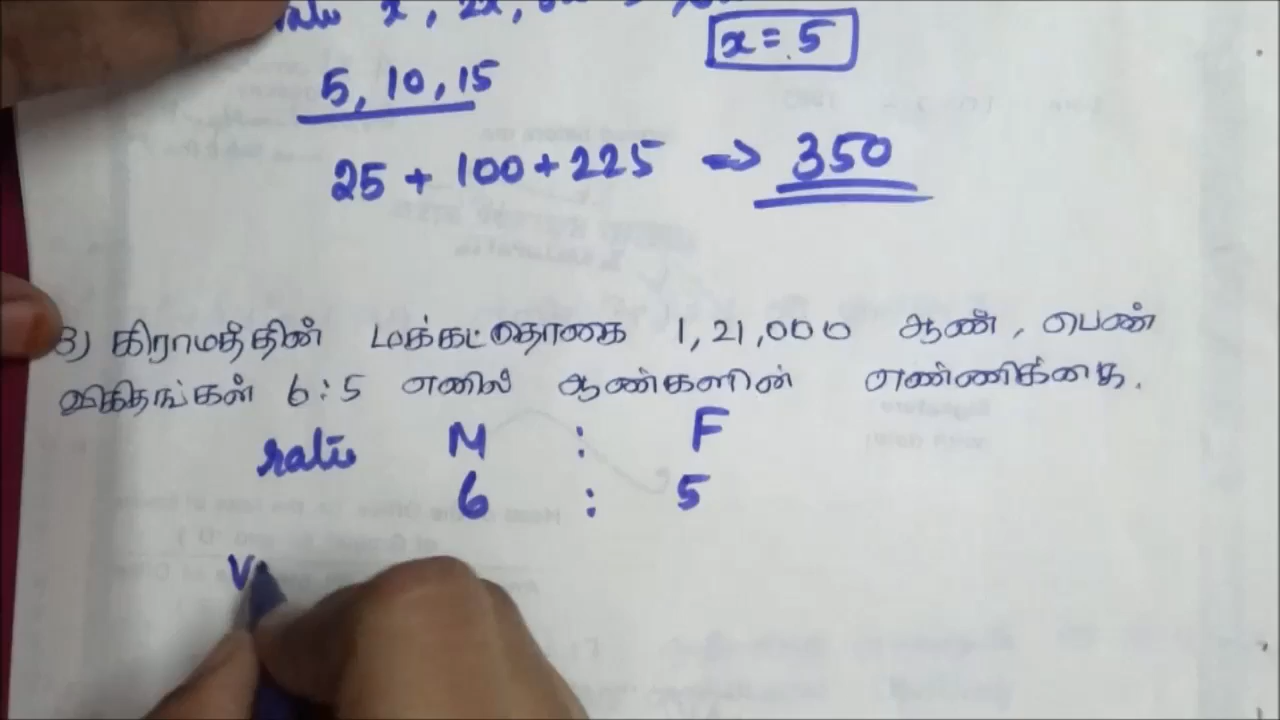 x, 2x,
x = 5
5, 10, 15
25 + 100 + 225 => 350
3) கிராமத்தின் மக்கட்தொகை 1,21,000 ஆண், பெண்
விகிதங்கள் 6:5 எனில் ஆண்களின் எண்ணிக்கை.
ratio M : F
6 : 5
V